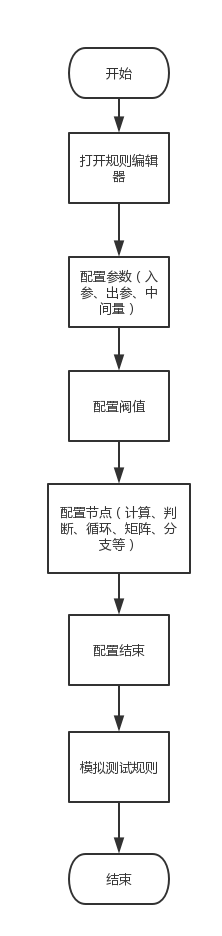 开始
打开规则编辑
器
配置参数（入
参、出参、中
间量）
配置阀值
配置节点（计算、判
断、循环、矩阵、分
支等）
配置结束
模拟测试规则
结束